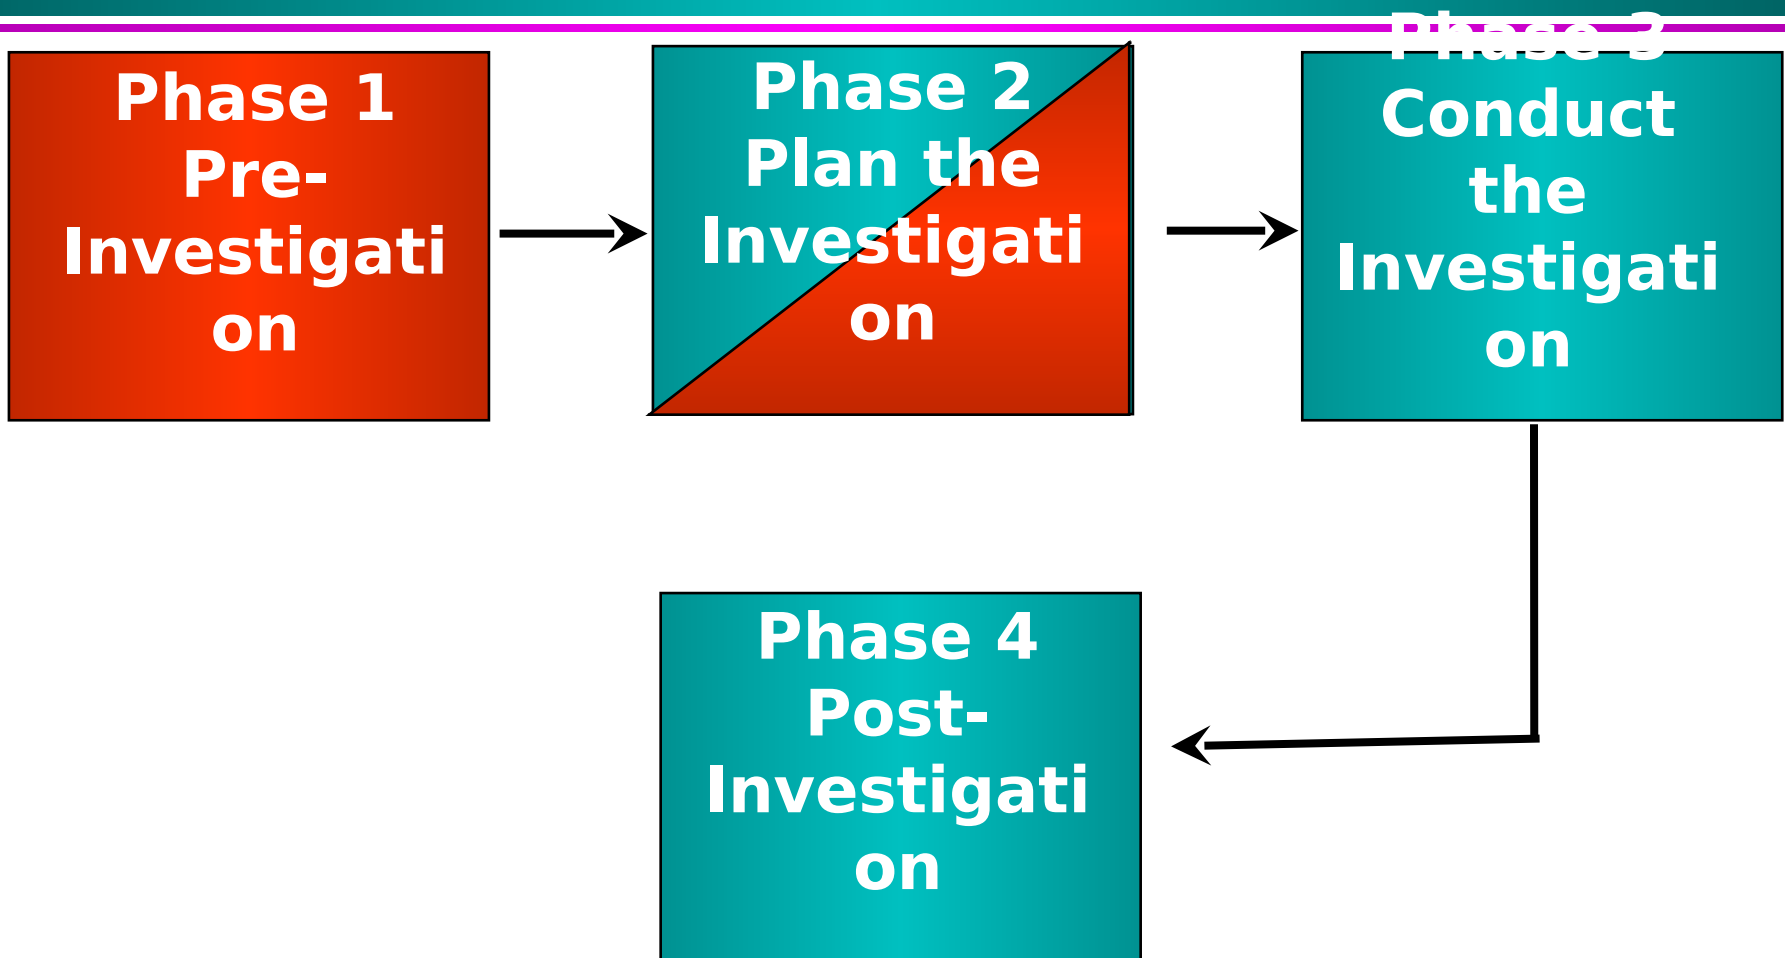 Phase 1
Pre-
Investigati
on
Phase 2
Plan the
Investigati
on
Phase 3
Conduct
the
Investigati
on
Phase 4
Post-
Investigati
on